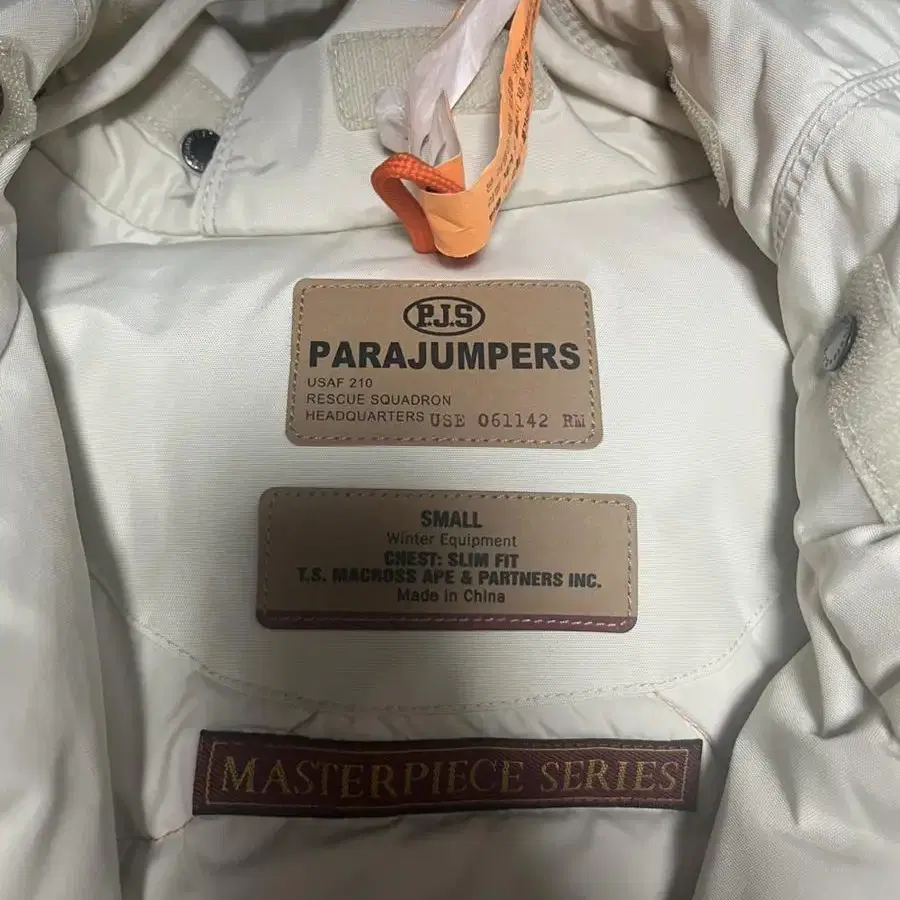 P.J.S
PARAJUMPERS
USAF 210
RESCUE SQUADRON
HEADQUARTERS USE 061142 RM
SMALL
Winter Equipment
CHEST: SLIM FIT
T.S. MACROSS APE & PARTNERS INC.
Made in China
MASTERPIECE SERIES